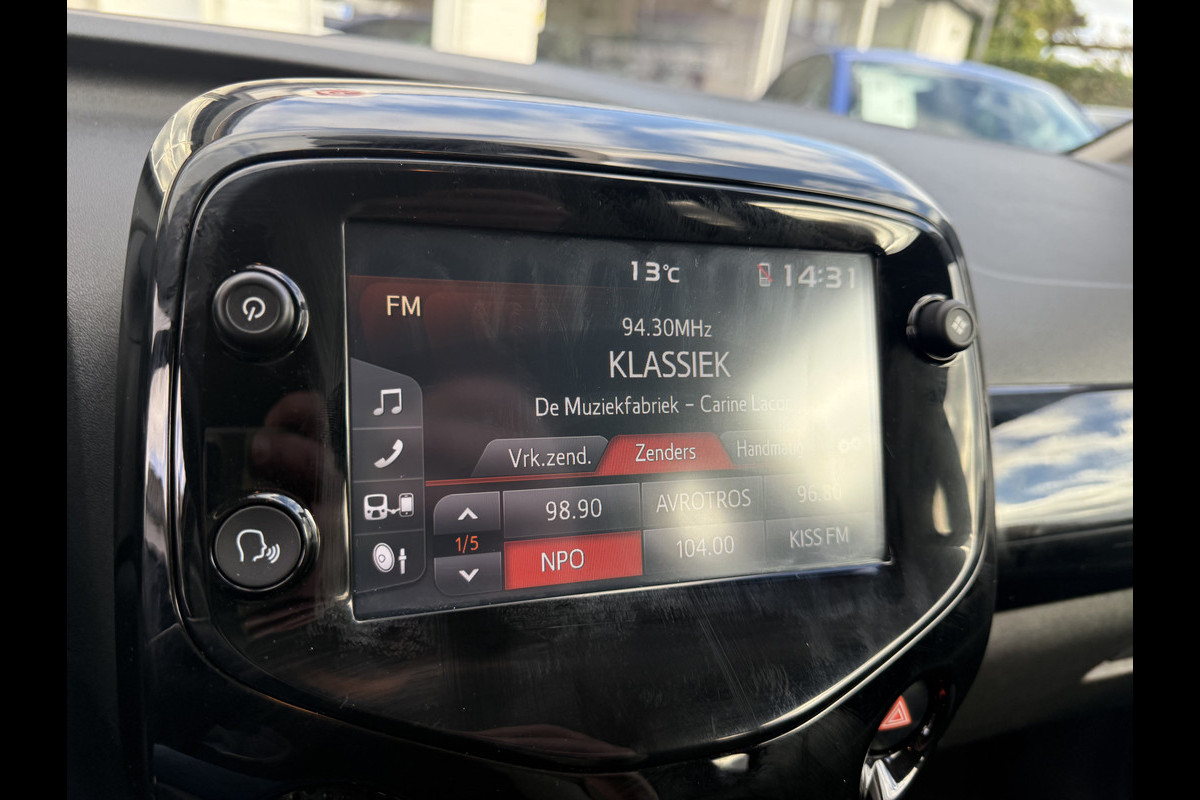 13°C 14:31
FM
94.30MHz
KLASSIEK
De Muziekfabriek - Carine
Vrk.zend. Zenders
98.90 AVROTROS
1/5
NPO 104.00 KISS FM